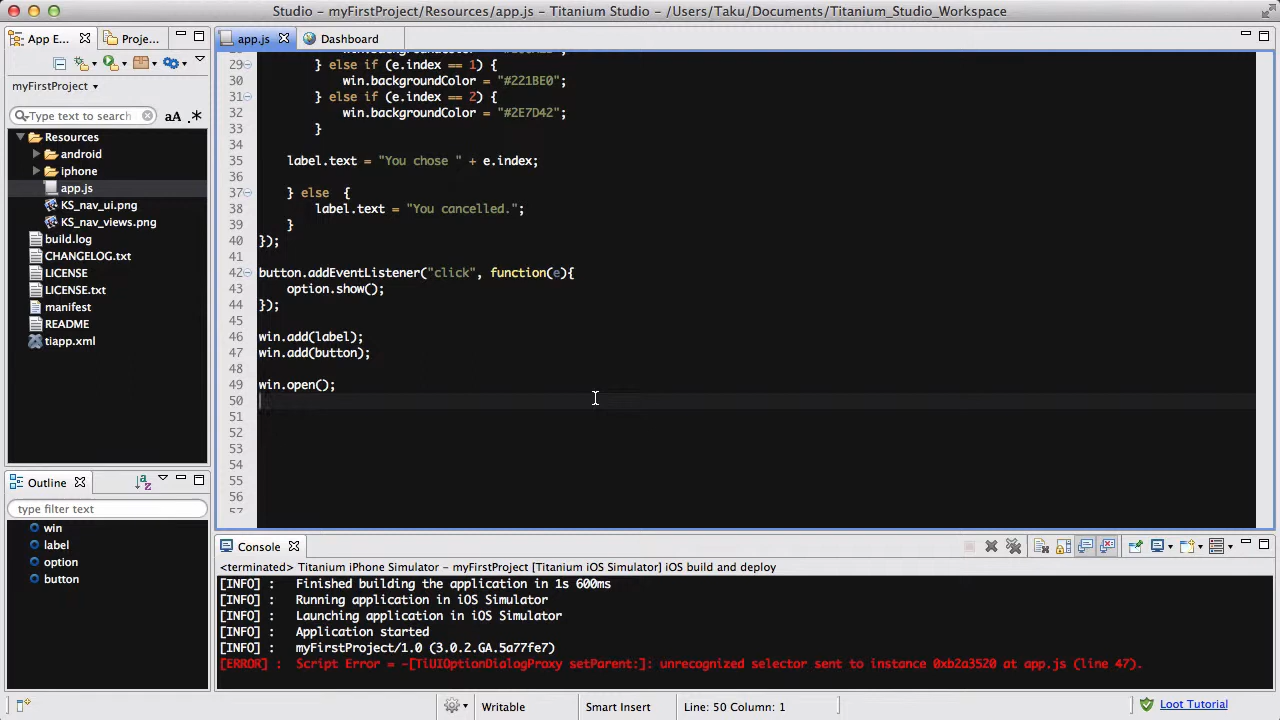 Studio - myFirstProject/Resources/app.js - Titanium Studio - /Users/Taku/Documents/Titanium_Studio_Workspace
App E...
Proje...
myFirstProject
Type text to search
aA .*
Resources
android
iphone
app.js
KS_nav_ui.png
KS_nav_views.png
build.log
CHANGELOG.txt
LICENSE
LICENSE.txt
manifest
README
tiapp.xml
Outline
type filter text
win
label
option
button
app.js
Dashboard
29 } else if (e.index == 1) {
30 win.backgroundColor = "#221BE0";
31 } else if (e.index == 2) {
32 win.backgroundColor = "#2E7D42";
33 }
34
35 label.text = "You chose " + e.index;
36
37 } else {
38 label.text = "You cancelled.";
39 }
40 });
41
42 button.addEventListener("click", function(e){
43 option.show();
44 });
45
46 win.add(label);
47 win.add(button);
48
49 win.open();
50
51
52
53
54
55
56
57
Console
<terminated> Titanium iPhone Simulator - myFirstProject [Titanium iOS Simulator] iOS build and deploy
[INFO] : Finished building the application in 1s 600ms
[INFO] : Running application in iOS Simulator
[INFO] : Launching application in iOS Simulator
[INFO] : Application started
[INFO] : myFirstProject/1.0 (3.0.2.GA.5a77fe7)
[ERROR] : Script Error = -[TiUIOptionDialogProxy setParent:]: unrecognized selector sent to instance 0xb2a3520 at app.js (line 47).
Writable
Smart Insert
Line: 50 Column: 1
Loot Tutorial